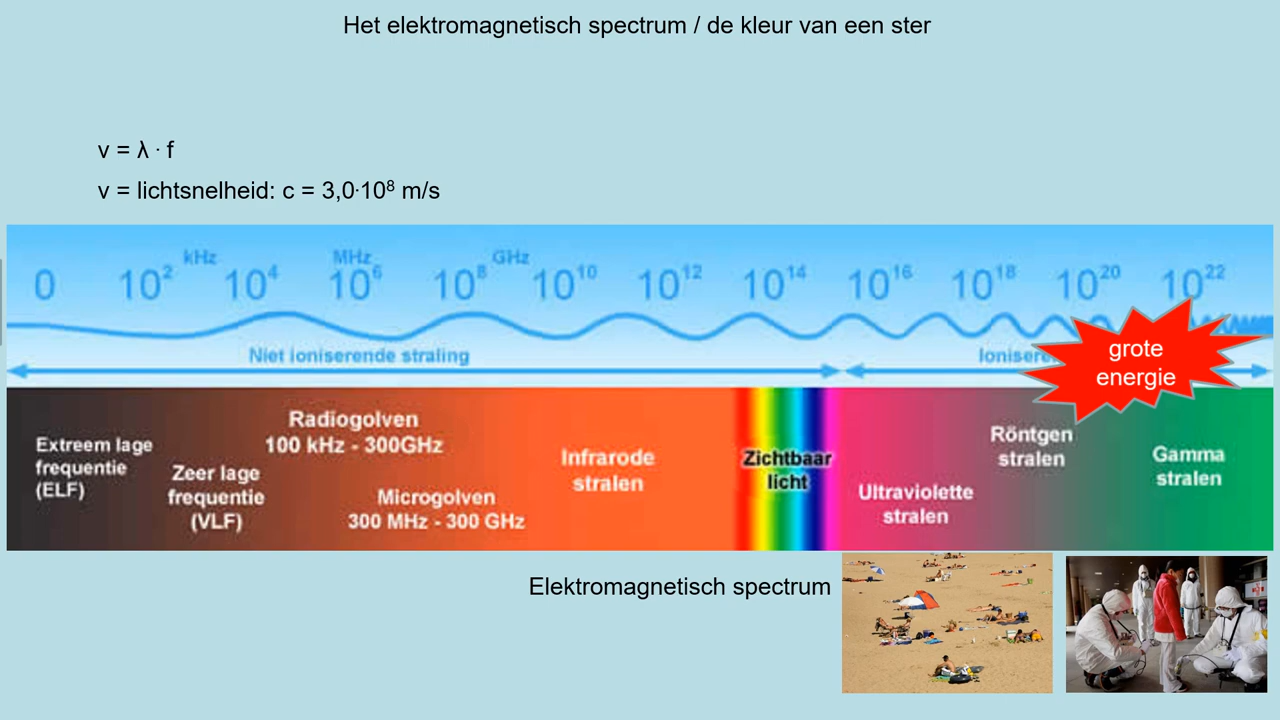 Het elektromagnetisch spectrum / de kleur van een ster
v = λ · f
v = lichtsnelheid: c = 3,0·10⁸ m/s
kHz MHz GHz
0 10² 10⁴ 10⁶ 10⁸ 10¹⁰ 10¹² 10¹⁴ 10¹⁶ 10¹⁸ 10²⁰ 10²²
Niet ioniserende straling
grote
energie
Extreem lage
frequentie
(ELF)
Zeer lage
frequentie
(VLF)
Radiogolven
100 kHz - 300GHz
Microgolven
300 MHz - 300 GHz
Infrarode
stralen
Zichtbaar
licht
Ultraviolette
stralen
Röntgen
stralen
Gamma
stralen
Elektromagnetisch spectrum